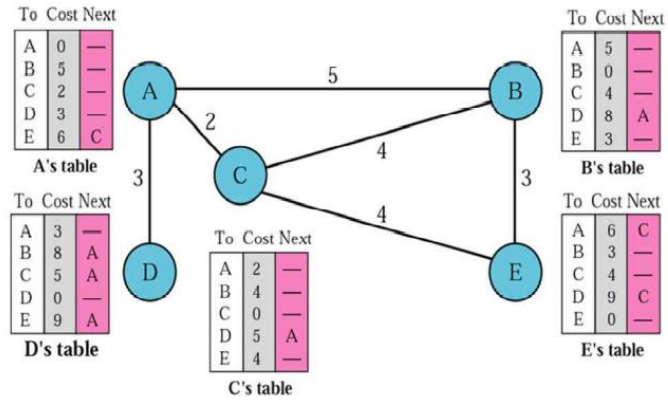 To Cost Next
A 0 —
B 5 —
C 2 —
D 3 —
E 6 C
A's table
To Cost Next
A 5 —
B 0 —
C 4 —
D 8 A
E 3 —
B's table
A
B
5
2
4
C
3
3
4
D
E
To Cost Next
A 3 —
B 8 A
C 5 A
D 0 —
E 9 A
D's table
To Cost Next
A 2 —
B 4 —
C 0 —
D 5 A
E 4 —
C's table
To Cost Next
A 6 C
B 3 —
C 4 —
D 9 C
E 0 —
E's table